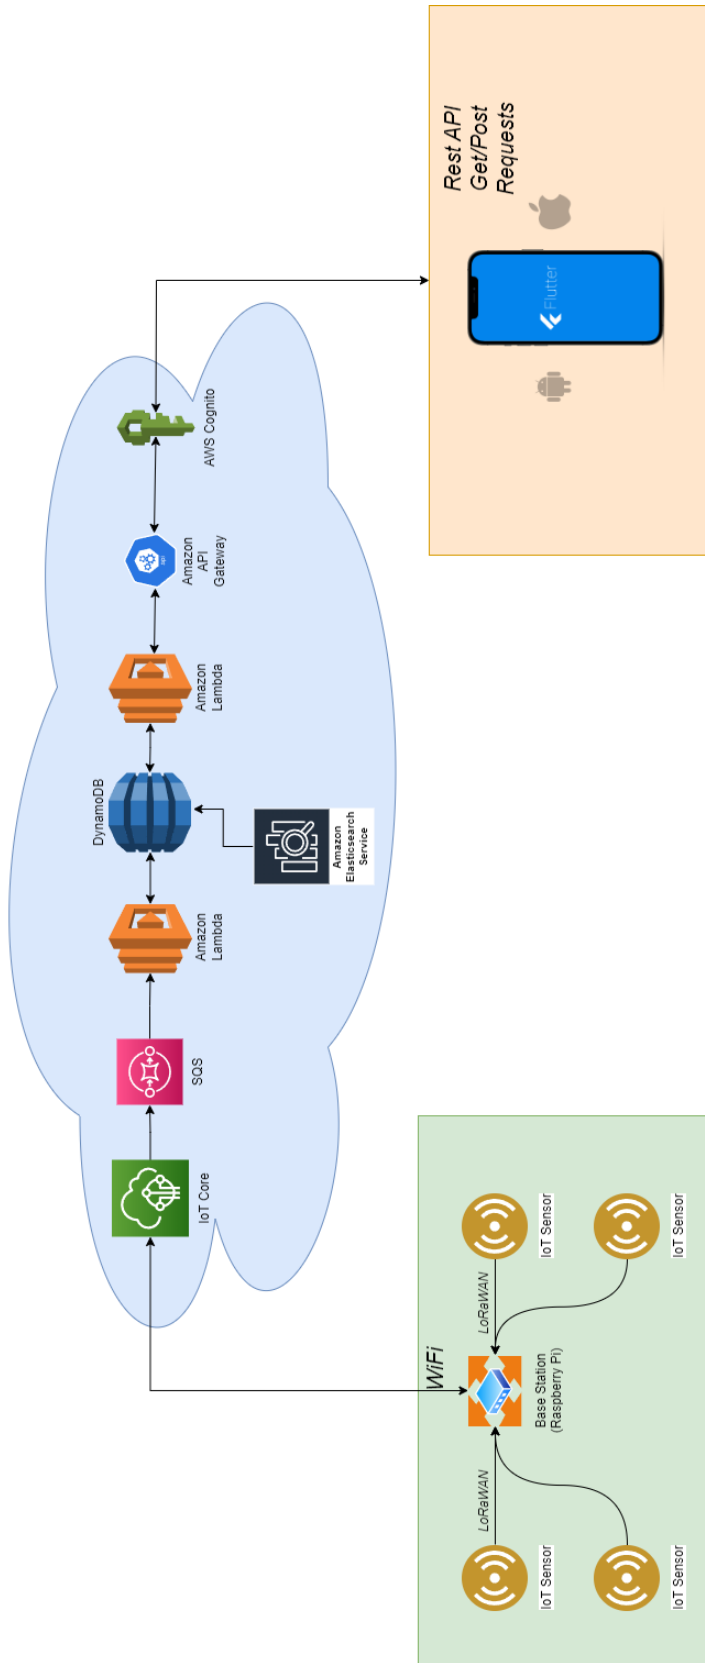 IoT Core
SQS
Amazon
Lambda
DynamoDB
Amazon
Elasticsearch
Service
Amazon
Lambda
Amazon
API
Gateway
api
AWS Cognito
WiFi
LoRaWAN
LoRaWAN
Base Station
(Raspberry Pi)
IoT Sensor
IoT Sensor
IoT Sensor
IoT Sensor
Rest API
Get/Post
Requests
Flutter